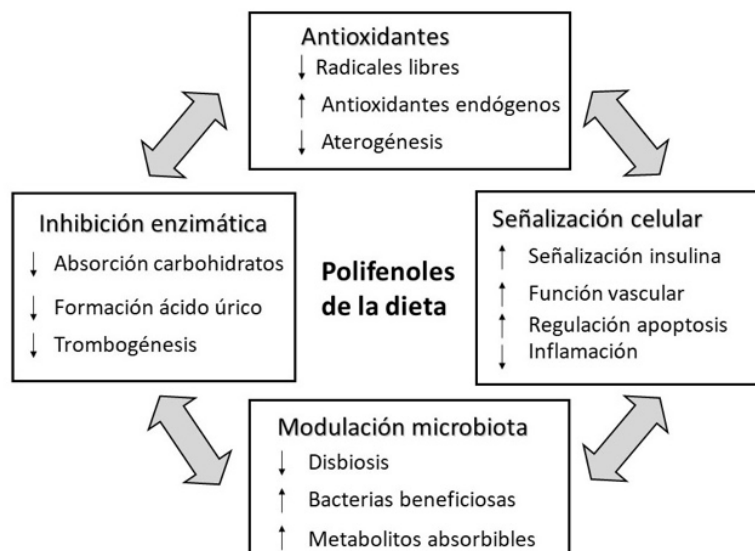 Antioxidantes
↓ Radicales libres
↑ Antioxidantes endógenos
↓ Aterogénesis
Inhibición enzimática
↓ Absorción carbohidratos
↓ Formación ácido úrico
↓ Trombogénesis
Polifenoles
de la dieta
Señalización celular
↑ Señalización insulina
↑ Función vascular
↑ Regulación apoptosis
↓ Inflamación
Modulación microbiota
↓ Disbiosis
↑ Bacterias beneficiosas
↑ Metabolitos absorbibles